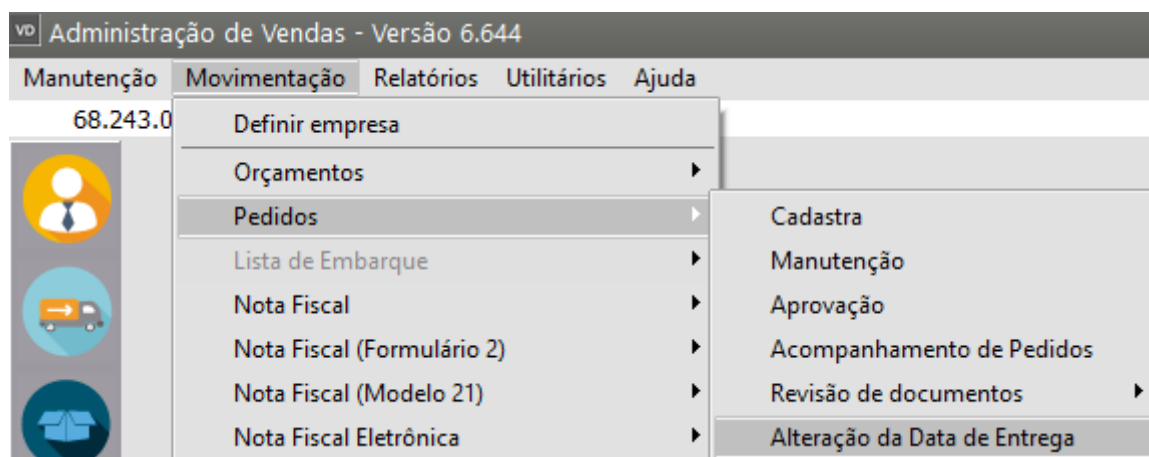 VD Administração de Vendas - Versão 6.644
Manutenção Movimentação Relatórios Utilitários Ajuda
68.243.0
Definir empresa
Orçamentos
Pedidos
Lista de Embarque
Nota Fiscal
Nota Fiscal (Formulário 2)
Nota Fiscal (Modelo 21)
Nota Fiscal Eletrônica
Cadastra
Manutenção
Aprovação
Acompanhamento de Pedidos
Revisão de documentos
Alteração da Data de Entrega